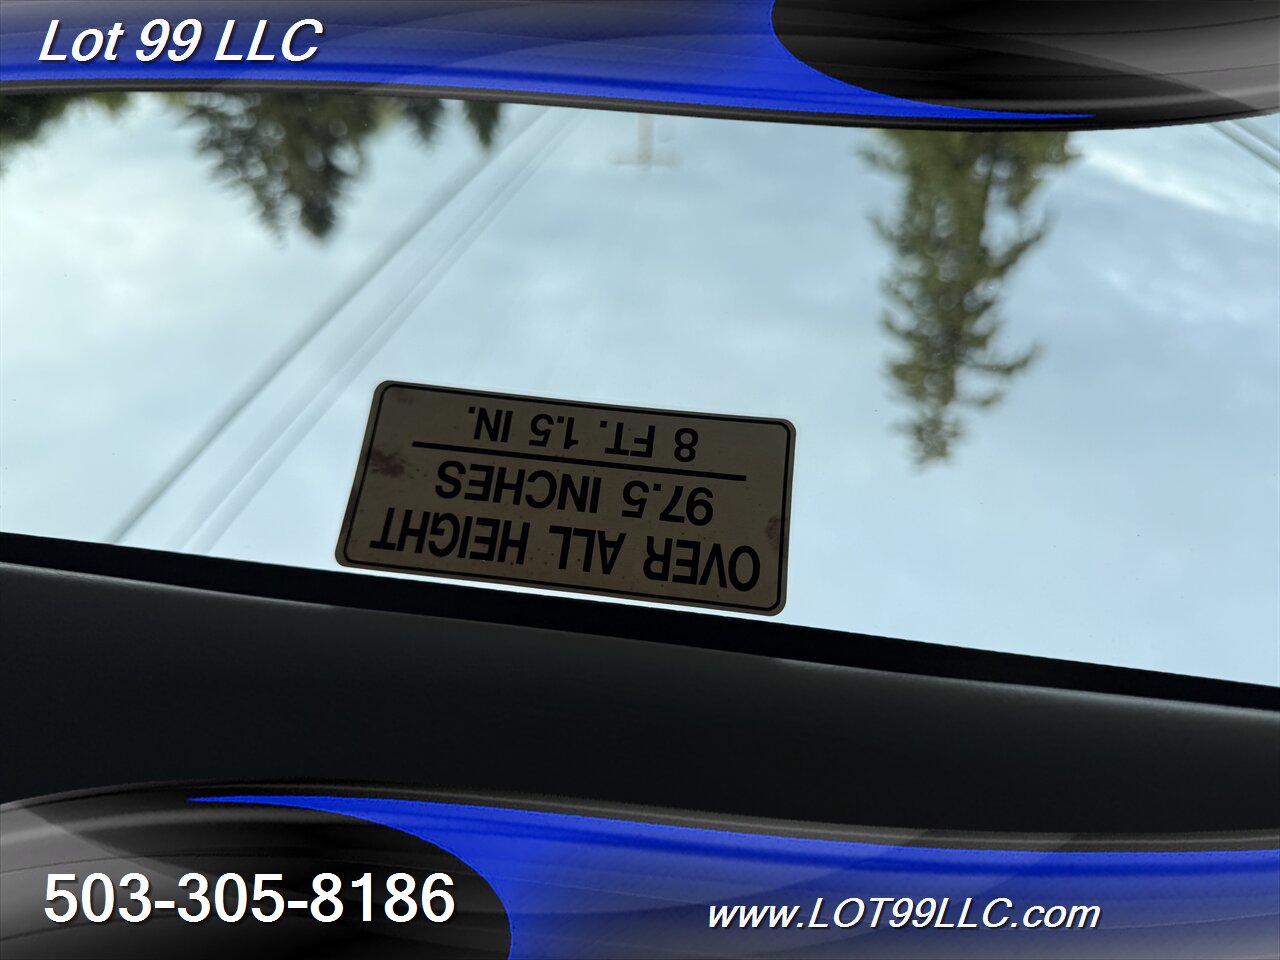 Lot 99 LLC
OVER ALL HEIGHT
97.5 INCHES
8 FT. 1.5 IN.
503-305-8186
www.LOT99LLC.com